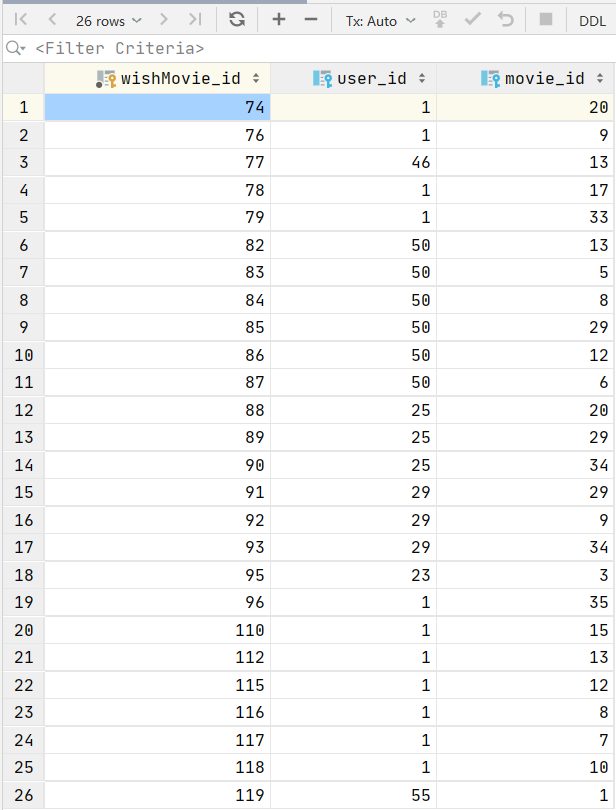 26 rows Tx: Auto DB DDL
<Filter Criteria>
wishMovie_id user_id movie_id
1 74 1 20
2 76 1 9
3 77 46 13
4 78 1 17
5 79 1 33
6 82 50 13
7 83 50 5
8 84 50 8
9 85 50 29
10 86 50 12
11 87 50 6
12 88 25 20
13 89 25 29
14 90 25 34
15 91 29 29
16 92 29 9
17 93 29 34
18 95 23 3
19 96 1 35
20 110 1 15
21 112 1 13
22 115 1 12
23 116 1 8
24 117 1 7
25 118 1 10
26 119 55 1